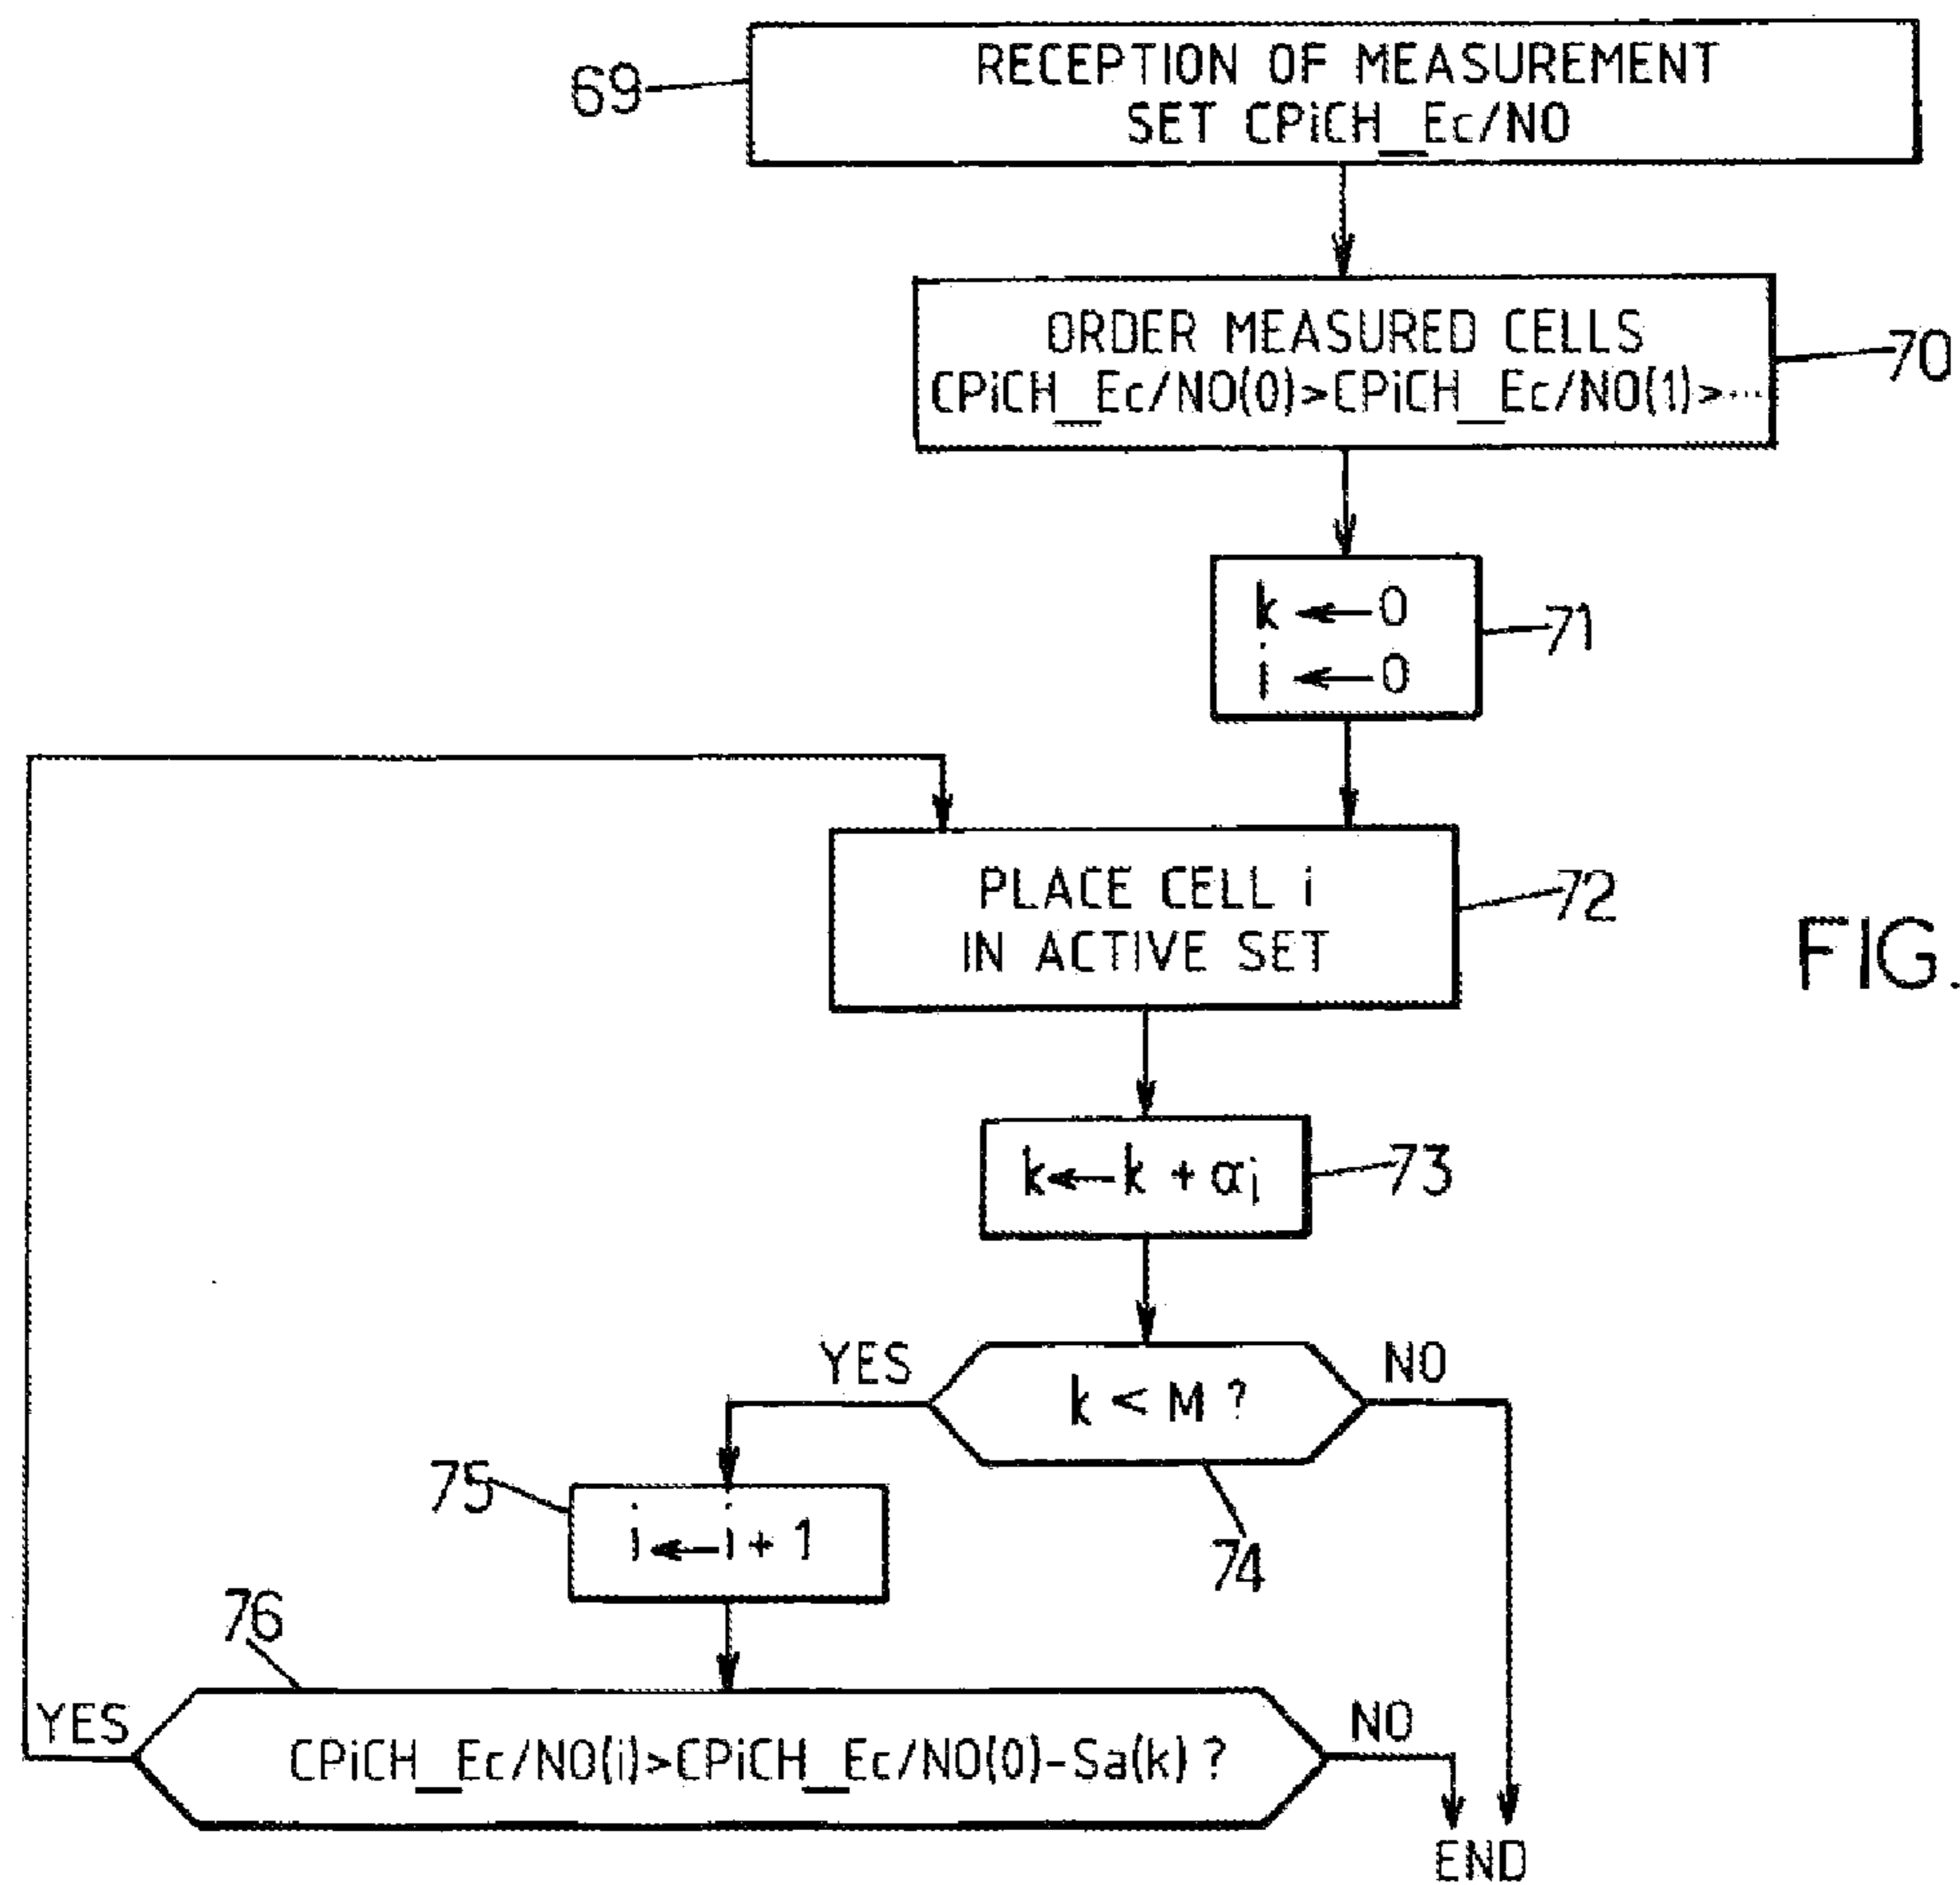 69
RECEPTION OF MEASUREMENT
SET CPiCH_Ec/NO
ORDER MEASURED CELLS
CPiCH_Ec/NO(0)>CPiCH_Ec/NO(1)>...
70
k ← 0
i ← 0
71
PLACE CELL i
IN ACTIVE SET
72
FIG.
k ← k + αi
73
YES
k < M ?
NO
74
75
i ← i + 1
76
YES
CPiCH_Ec/NO(i)>CPiCH_Ec/NO(0)-Sa(k) ?
NO
END